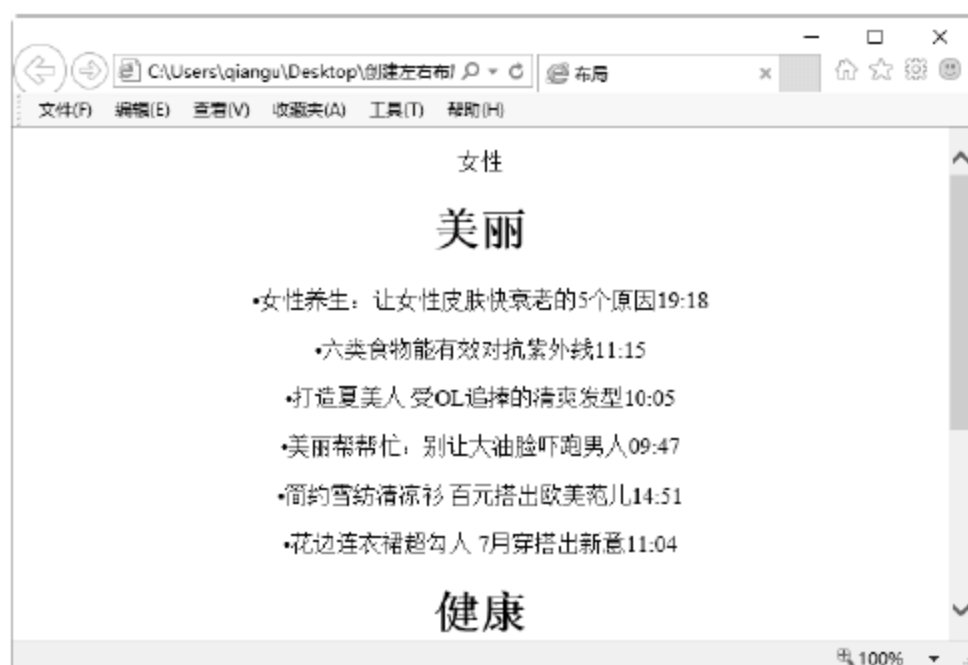 C:\Users\qiangu\Desktop\创建左右布 布局
文件(F) 编辑(E) 查看(V) 收藏夹(A) 工具(T) 帮助(H)
女性
美丽
•女性养生：让女性皮肤快衰老的5个原因19:18
•六类食物能有效对抗紫外线11:15
•打造夏美人 受OL追捧的清爽发型10:05
•美丽帮帮忙：别让大油脸吓跑男人09:47
•简约雪纺清凉衫 百元搭出欧美范儿14:51
•花边连衣裙超勾人 7月穿搭出新意11:04
健康
100%